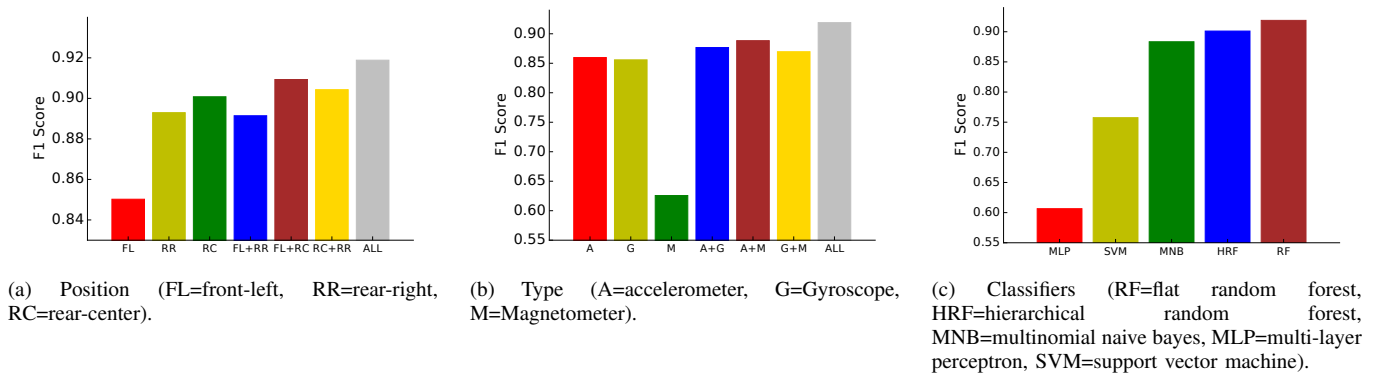 F1 Score
0.92
0.90
0.88
0.86
0.84
FL RR RC FL+RR FL+RC RC+RR ALL
(a) Position (FL=front-left, RR=rear-right,
RC=rear-center).
F1 Score
0.90
0.85
0.80
0.75
0.70
0.65
0.60
0.55
A G M A+G A+M G+M ALL
(b) Type (A=accelerometer, G=Gyroscope,
M=Magnetometer).
F1 Score
0.90
0.85
0.80
0.75
0.70
0.65
0.60
0.55
MLP SVM MNB HRF RF
(c) Classifiers (RF=flat random forest,
HRF=hierarchical random forest,
MNB=multinomial naive bayes, MLP=multi-layer
perceptron, SVM=support vector machine).